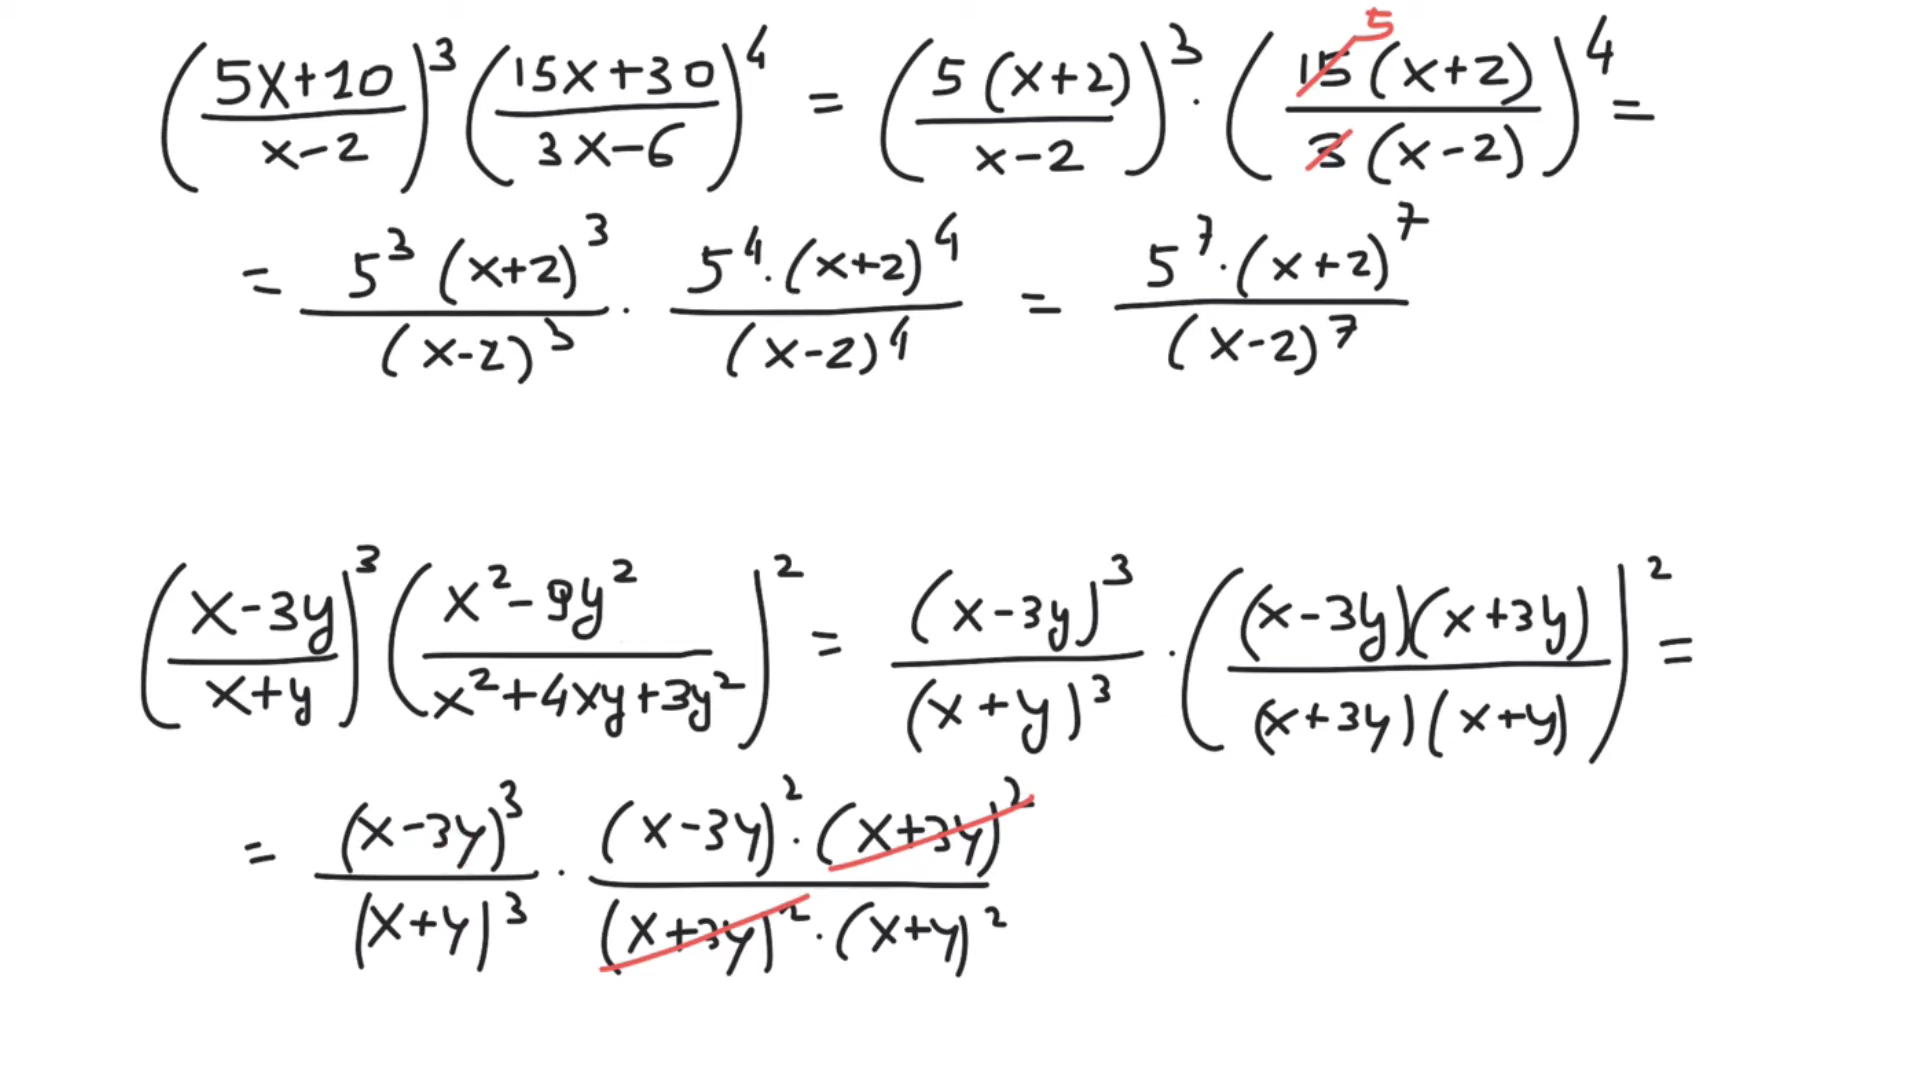 ((5x+10)/(x-2))^3 ((15x+30)/(3x-6))^4 = (5(x+2)/(x-2))^3 · (15 5 (x+2)/(3(x-2)))^4 =
= 5^3 (x+2)^3/(x-2)^3 · 5^4·(x+2)^4/(x-2)^4 = 5^7·(x+2)^7/(x-2)^7
((x-3y)/(x+y))^3 ((x^2-9y^2)/(x^2+4xy+3y^2))^2 = (x-3y)^3/(x+y)^3 · ((x-3y)(x+3y)/((x+3y)(x+y)))^2 =
= (x-3y)^3/(x+y)^3 · (x-3y)^2·(x+3y)^2/((x+3y)^2·(x+y)^2)